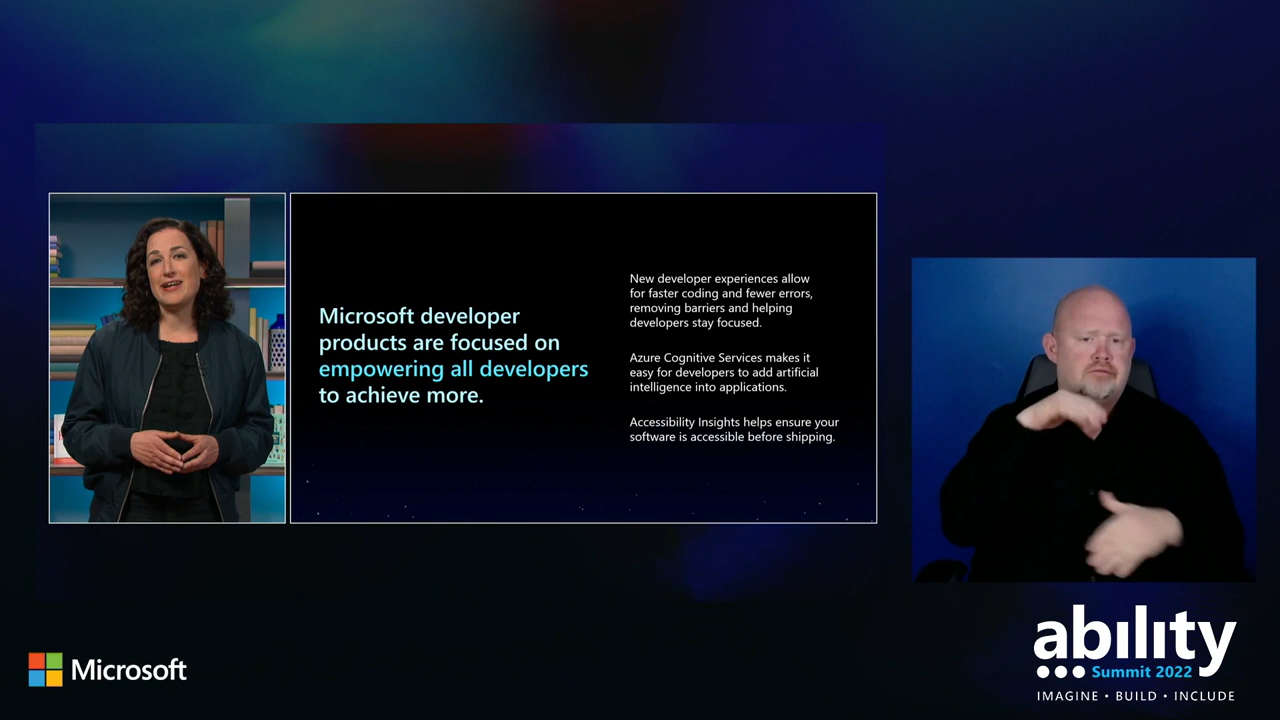 Microsoft developer
products are focused on
empowering all developers
to achieve more.
New developer experiences allow
for faster coding and fewer errors,
removing barriers and helping
developers stay focused.
Azure Cognitive Services makes it
easy for developers to add artificial
intelligence into applications.
Accessibility Insights helps ensure your
software is accessible before shipping.
Microsoft
ability
Summit 2022
IMAGINE • BUILD • INCLUDE